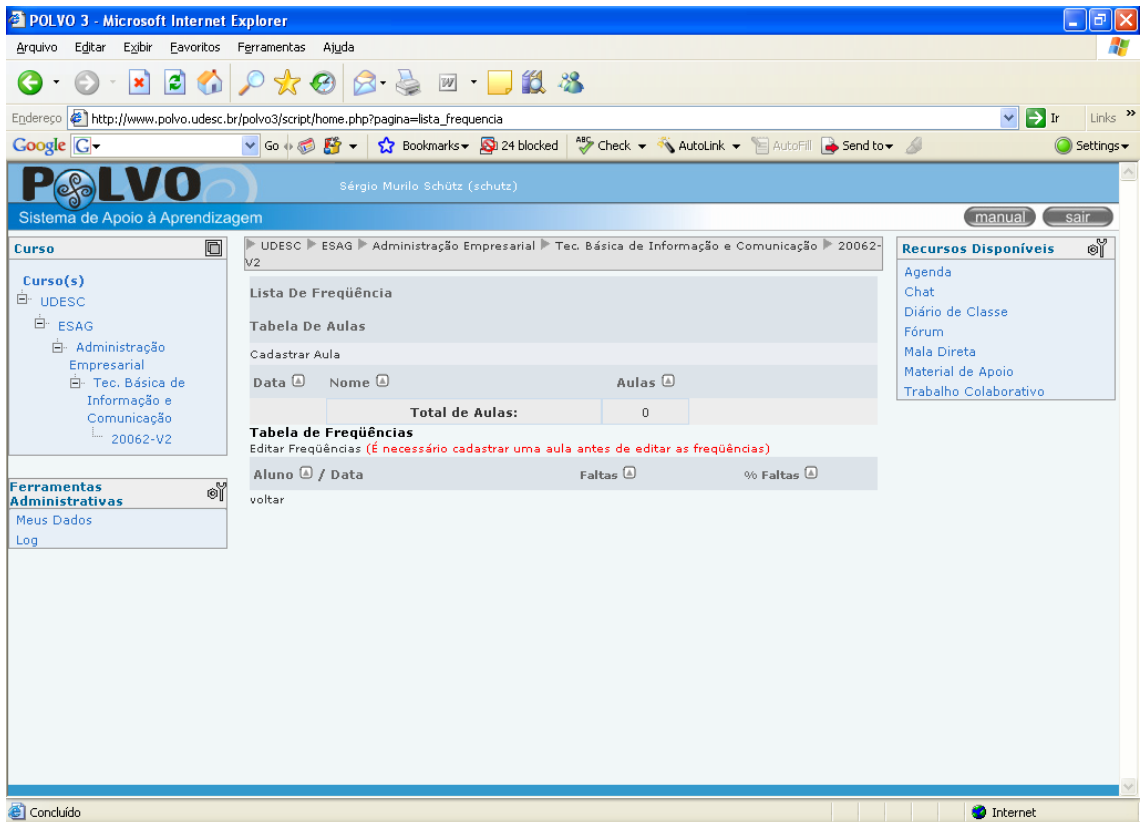 POLVO 3 - Microsoft Internet Explorer
Arquivo Editar Exibir Favoritos Ferramentas Ajuda
Endereço http://www.polvo.udesc.br/polvo3/script/home.php?pagina=lista_frequencia Ir Links »
Google G Go Bookmarks 24 blocked ABC Check AutoLink AutoFill Send to Settings
POLVO
Sérgio Murilo Schütz (schutz)
Sistema de Apoio à Aprendizagem
manual sair
Curso
Curso(s)
UDESC
ESAG
Administração
Empresarial
Tec. Básica de
Informação e
Comunicação
20062-V2
Ferramentas
Administrativas
Meus Dados
Log
UDESC ESAG Administração Empresarial Tec. Básica de Informação e Comunicação 20062-
V2
Lista De Freqüência
Tabela De Aulas
Cadastrar Aula
Data Nome Aulas
Total de Aulas: 0
Tabela de Freqüências
Editar Freqüências (É necessário cadastrar uma aula antes de editar as freqüências)
Aluno / Data Faltas % Faltas
voltar
Recursos Disponíveis
Agenda
Chat
Diário de Classe
Fórum
Mala Direta
Material de Apoio
Trabalho Colaborativo
Concluído Internet